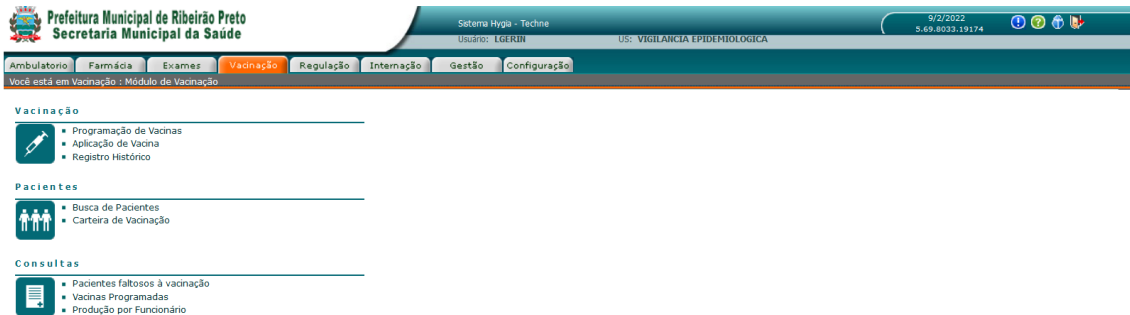 Prefeitura Municipal de Ribeirão Preto
Secretaria Municipal da Saúde
Sistema Hygia - Techne
Usuário: LGERIN US: VIGILÂNCIA EPIDEMIOLOGICA
9/2/2022
5.69.8033.19174
Ambulatorio Farmácia Exames Vacinação Regulação Internação Gestão Configuração
Você está em Vacinação : Módulo de Vacinação
Vacinação
Programação de Vacinas
Aplicação de Vacina
Registro Histórico
Pacientes
Busca de Pacientes
Carteira de Vacinação
Consultas
Pacientes faltosos à vacinação
Vacinas Programadas
Produção por Funcionário